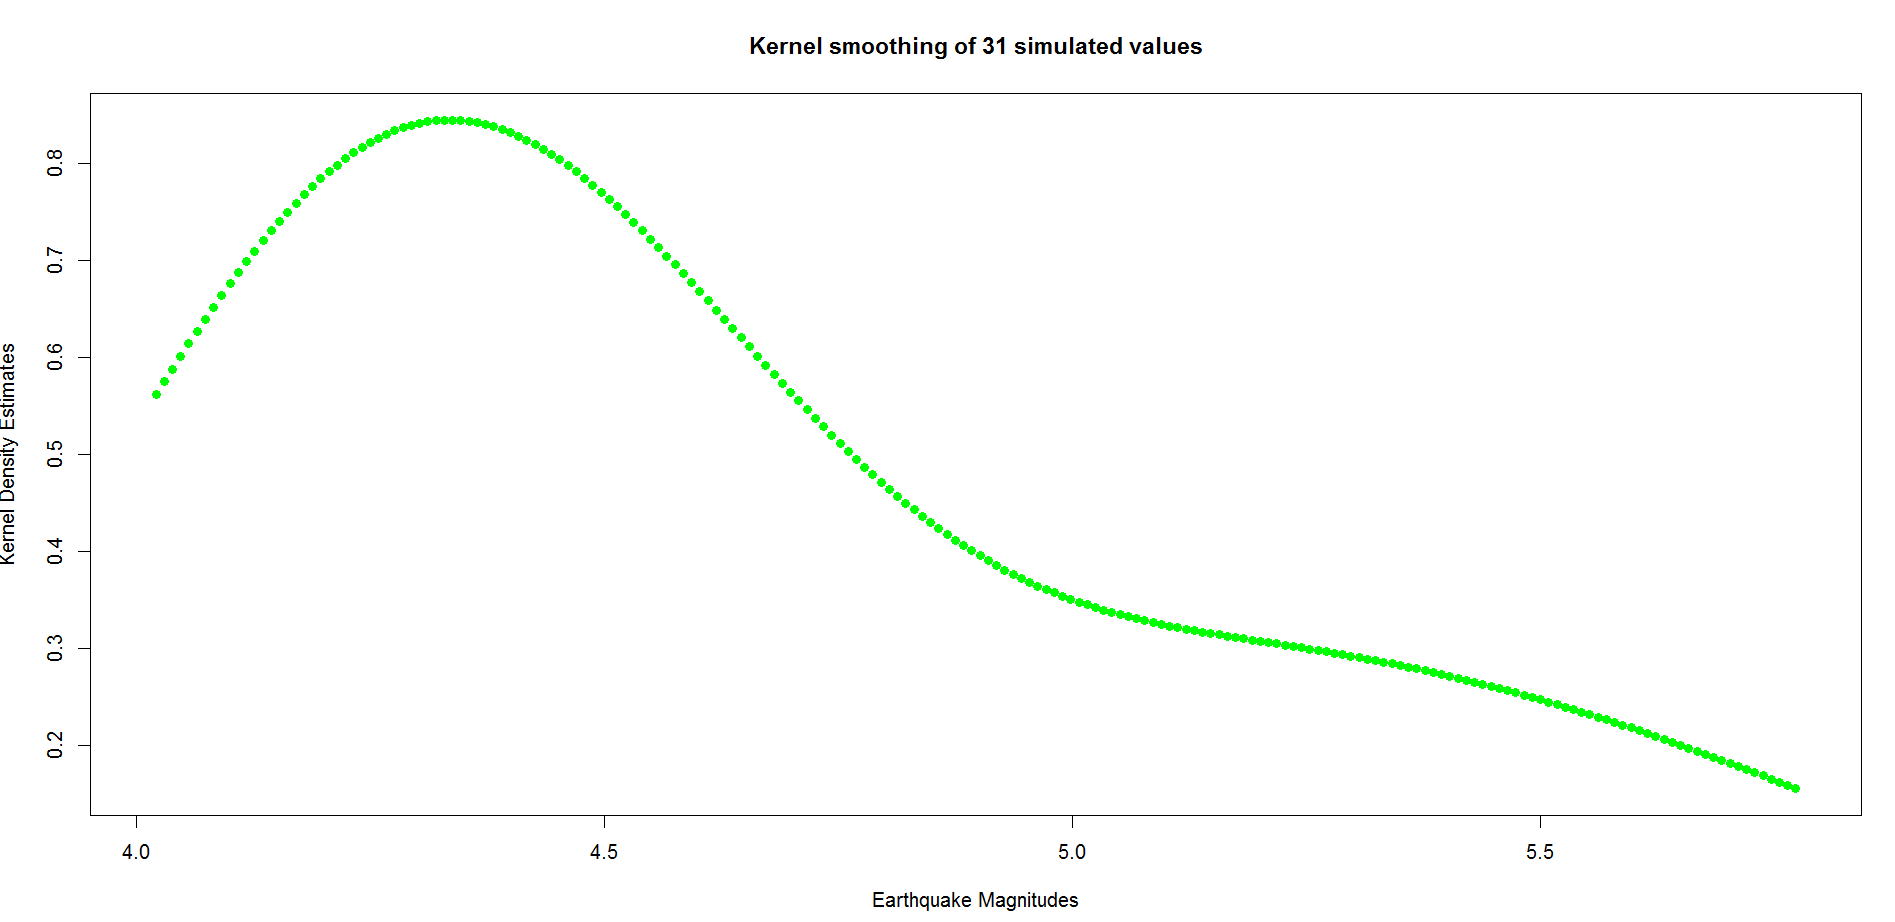 Kernel smoothing of 31 simulated values
Kernel Density Estimates
0.8
0.7
0.6
0.5
0.4
0.3
0.2
4.0 4.5 5.0 5.5
Earthquake Magnitudes